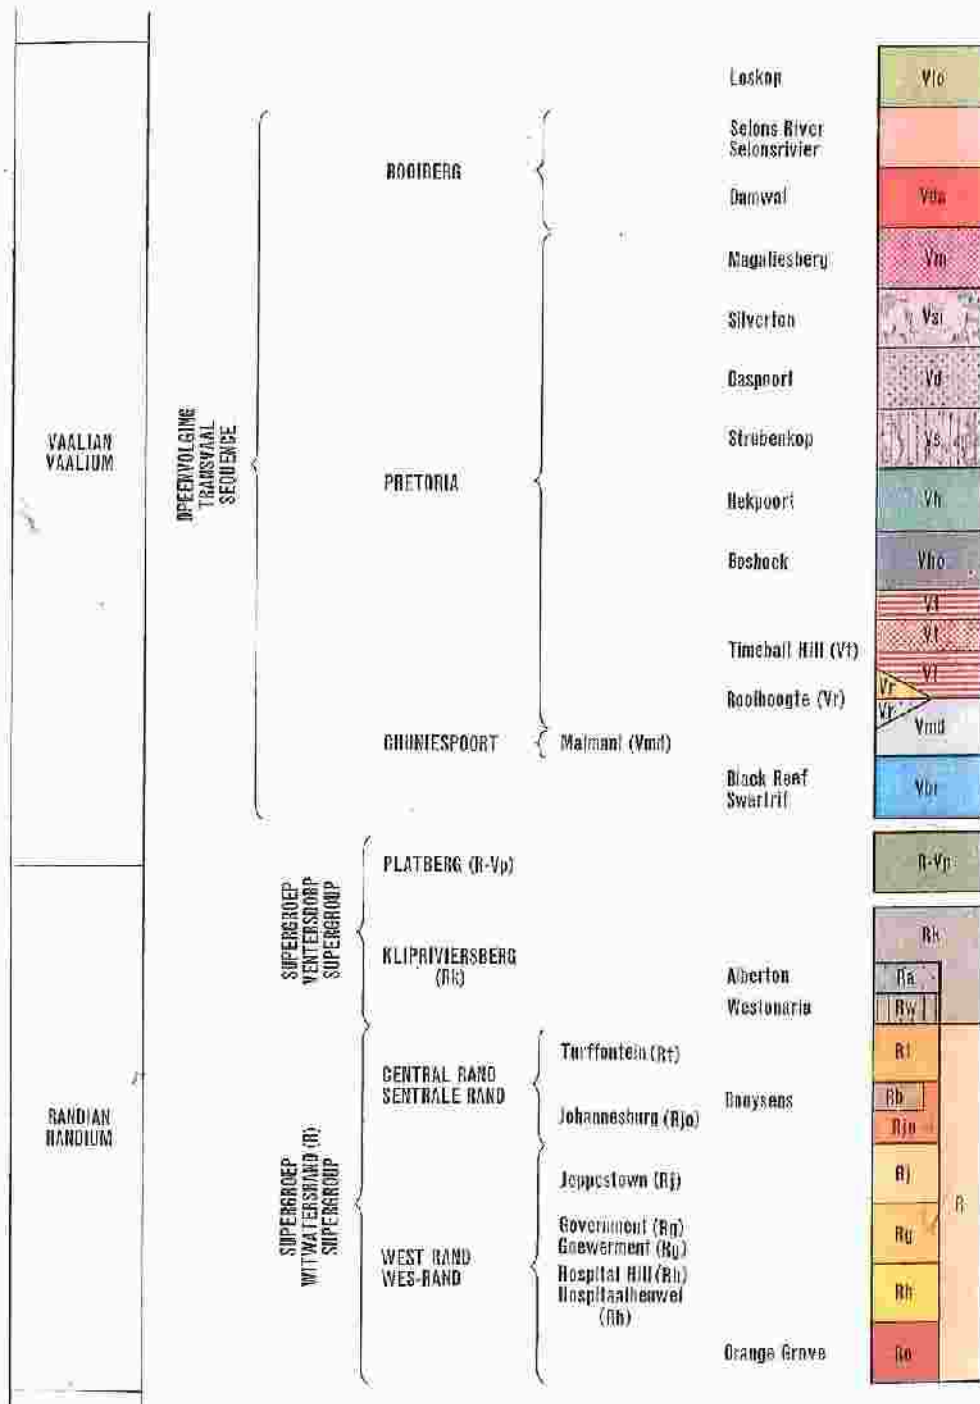 Loskop
Vlo
Selons River
Selonsrivier
ROOIBERG
Damwal
Vda
Magaliesberg
Vm
Silverton
Vsi
Daspoort
Vd
VAALIAN
VAALIUM
OPEENVOLGING
TRANSVAAL
SEQUENCE
Strubenkop
Vs
PRETORIA
Hekpoort
Vh
Boshoek
Vbo
Vt
Vt
Timeball Hill (Vt)
Vt
Rooihoogte (Vr)
Vr
Vr
Vmd
CHUNIESPOORT
Malmani (Vmd)
Black Reef
Swartrif
Vbr
PLATBERG (R-Vp)
R-Vp
SUPERGROEP
VENTERSDORP
SUPERGROUP
KLIPRIVIERSBERG
(Rk)
Rk
Alberton
Ra
Westonaria
Rw
Turffontein (Rt)
Rt
CENTRAL RAND
SENTRALE RAND
Booysens
Rb
Johannesburg (Rjo)
Rjo
RANDIAN
RANDIUM
SUPERGROEP
WITWATERSRAND (R)
SUPERGROUP
Jeppestown (Rj)
Rj
R
Government (Rg)
Goewerment (Rg)
Rg
WEST RAND
WES-RAND
Hospital Hill (Rh)
Hospitaalheuwel
(Rh)
Rh
Orange Grove
Ro